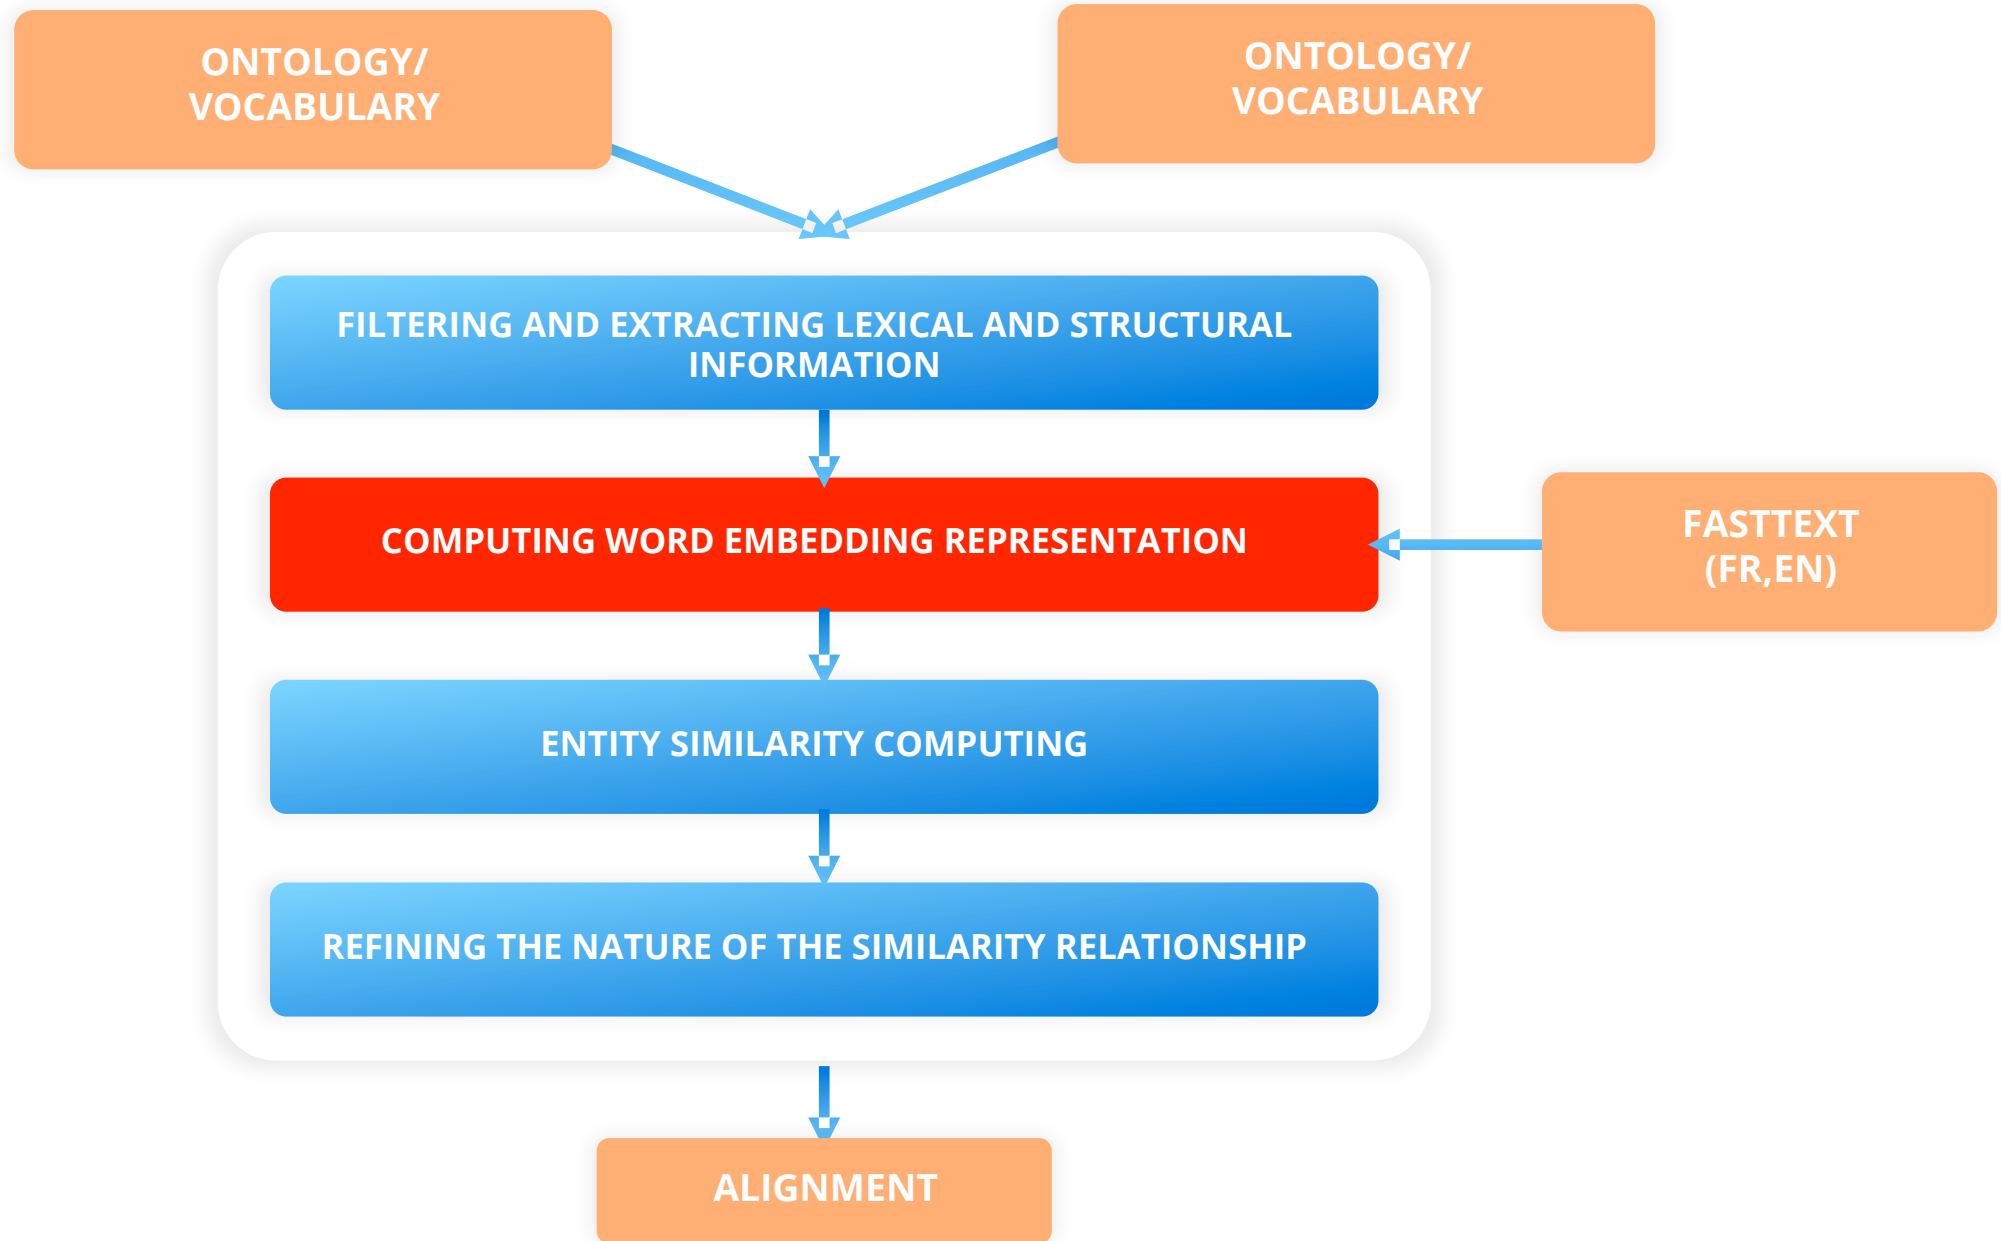 ONTOLOGY/
VOCABULARY
ONTOLOGY/
VOCABULARY
FILTERING AND EXTRACTING LEXICAL AND STRUCTURAL
INFORMATION
COMPUTING WORD EMBEDDING REPRESENTATION
FASTTEXT
(FR,EN)
ENTITY SIMILARITY COMPUTING
REFINING THE NATURE OF THE SIMILARITY RELATIONSHIP
ALIGNMENT